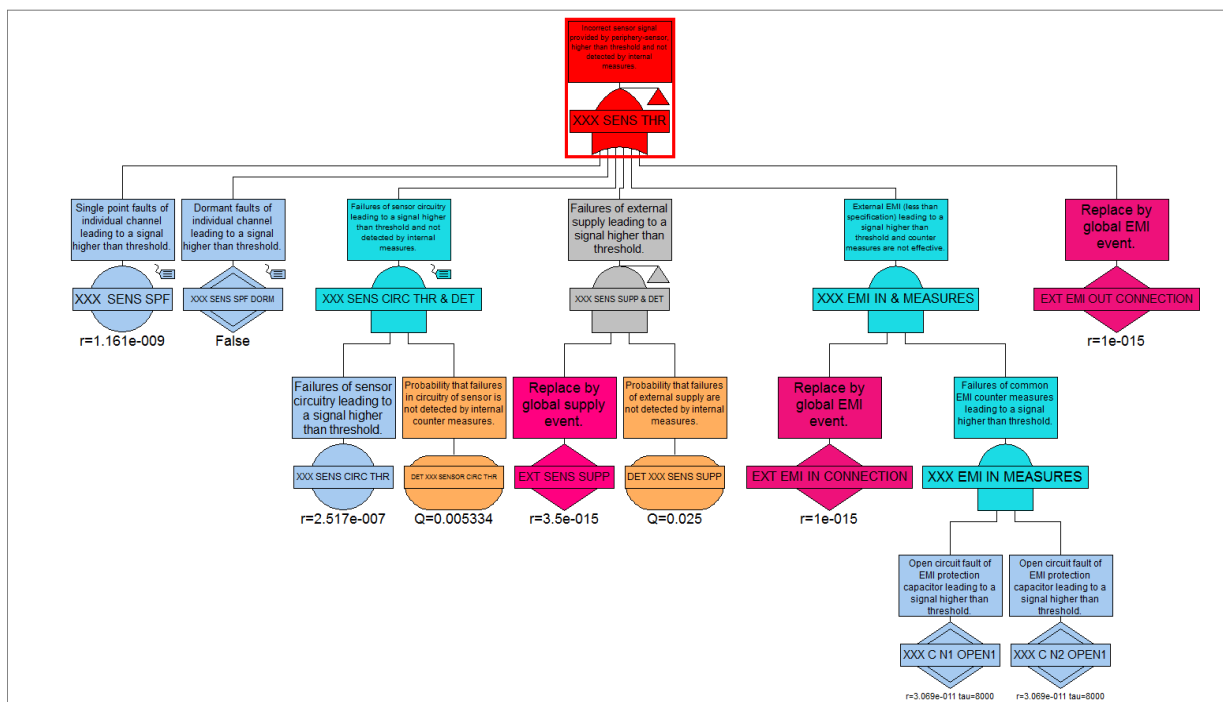 Incorrect sensor signal
provided by periphery-sensor,
higher than threshold and not
detected by internal
measures.
XXX SENS THR
Single point faults of
individual channel
leading to a signal
higher than threshold.
XXX SENS SPF
r=1.161e-009
Dormant faults of
individual channel
leading to a signal
higher than threshold.
XXX SENS SPF DORM
False
Failures of sensor circuitry
leading to a signal higher
than threshold and not
detected by internal
measures.
XXX SENS CIRC THR & DET
Failures of external
supply leading to a
signal higher than
threshold.
XXX SENS SUPP & DET
External EMI (less than
specification) leading to a
signal higher than
threshold and counter
measures are not effective.
XXX EMI IN & MEASURES
Replace by
global EMI
event.
EXT EMI OUT CONNECTION
r=1e-015
Failures of sensor
circuitry leading to
a signal higher
than threshold.
XXX SENS CIRC THR
r=2.517e-007
Probability that failures
in circuitry of sensor is
not detected by internal
counter measures.
DET XXX SENSOR CIRC THR
Q=0.005334
Replace by
global supply
event.
EXT SENS SUPP
r=3.5e-015
Probability that failures
of external supply are
not detected by internal
measures.
DET XXX SENS SUPP
Q=0.025
Replace by
global EMI
event.
EXT EMI IN CONNECTION
r=1e-015
Failures of common
EMI counter measures
leading to a signal
higher than threshold.
XXX EMI IN MEASURES
Open circuit fault of
EMI protection
capacitor leading to a
signal higher than
threshold.
XXX C N1 OPEN1
r=3.069e-011 tau=8000
Open circuit fault of
EMI protection
capacitor leading to a
signal higher than
threshold.
XXX C N2 OPEN1
r=3.069e-011 tau=8000